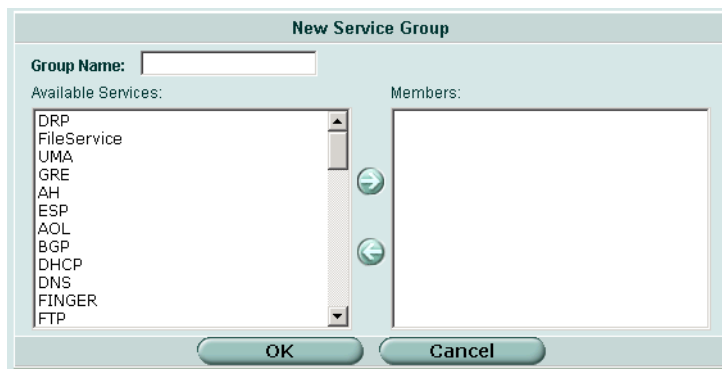 New Service Group
Group Name:
Available Services:
Members:
DRP
FileService
UMA
GRE
AH
ESP
AOL
BGP
DHCP
DNS
FINGER
FTP
OK
Cancel